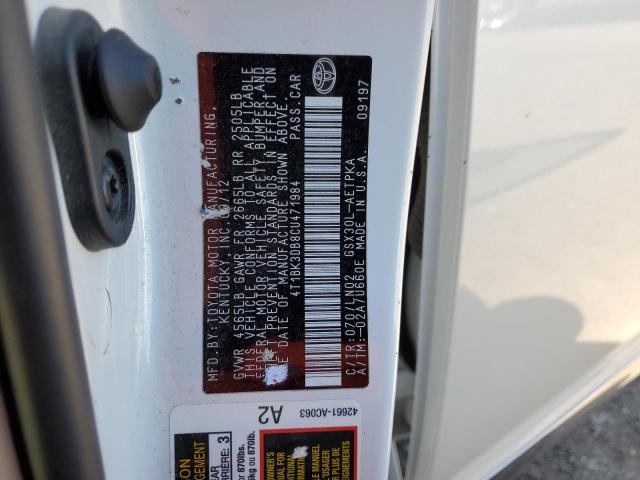 MFD.BY: TOYOTA MOTOR MANUFACTURING,
KENTUCKY, INC.
GVWR 4565LB GAWR FR 2665LB RR 2505LB
THIS VEHICLE CONFORMS TO ALL APPLICABLE
FEDERAL MOTOR VEHICLE SAFETY, BUMPER, AND
THEFT PREVENTION STANDARDS IN EFFECT ON
THE DATE OF MANUFACTURE SHOWN ABOVE.
4T1BK3DB8CU471984 PASS.CAR
C/TR:070/LN02 GSX30L-AETPKA
A/TM:-02A/U660E MADE IN U.S.A. 09197
42661-AC063
A2